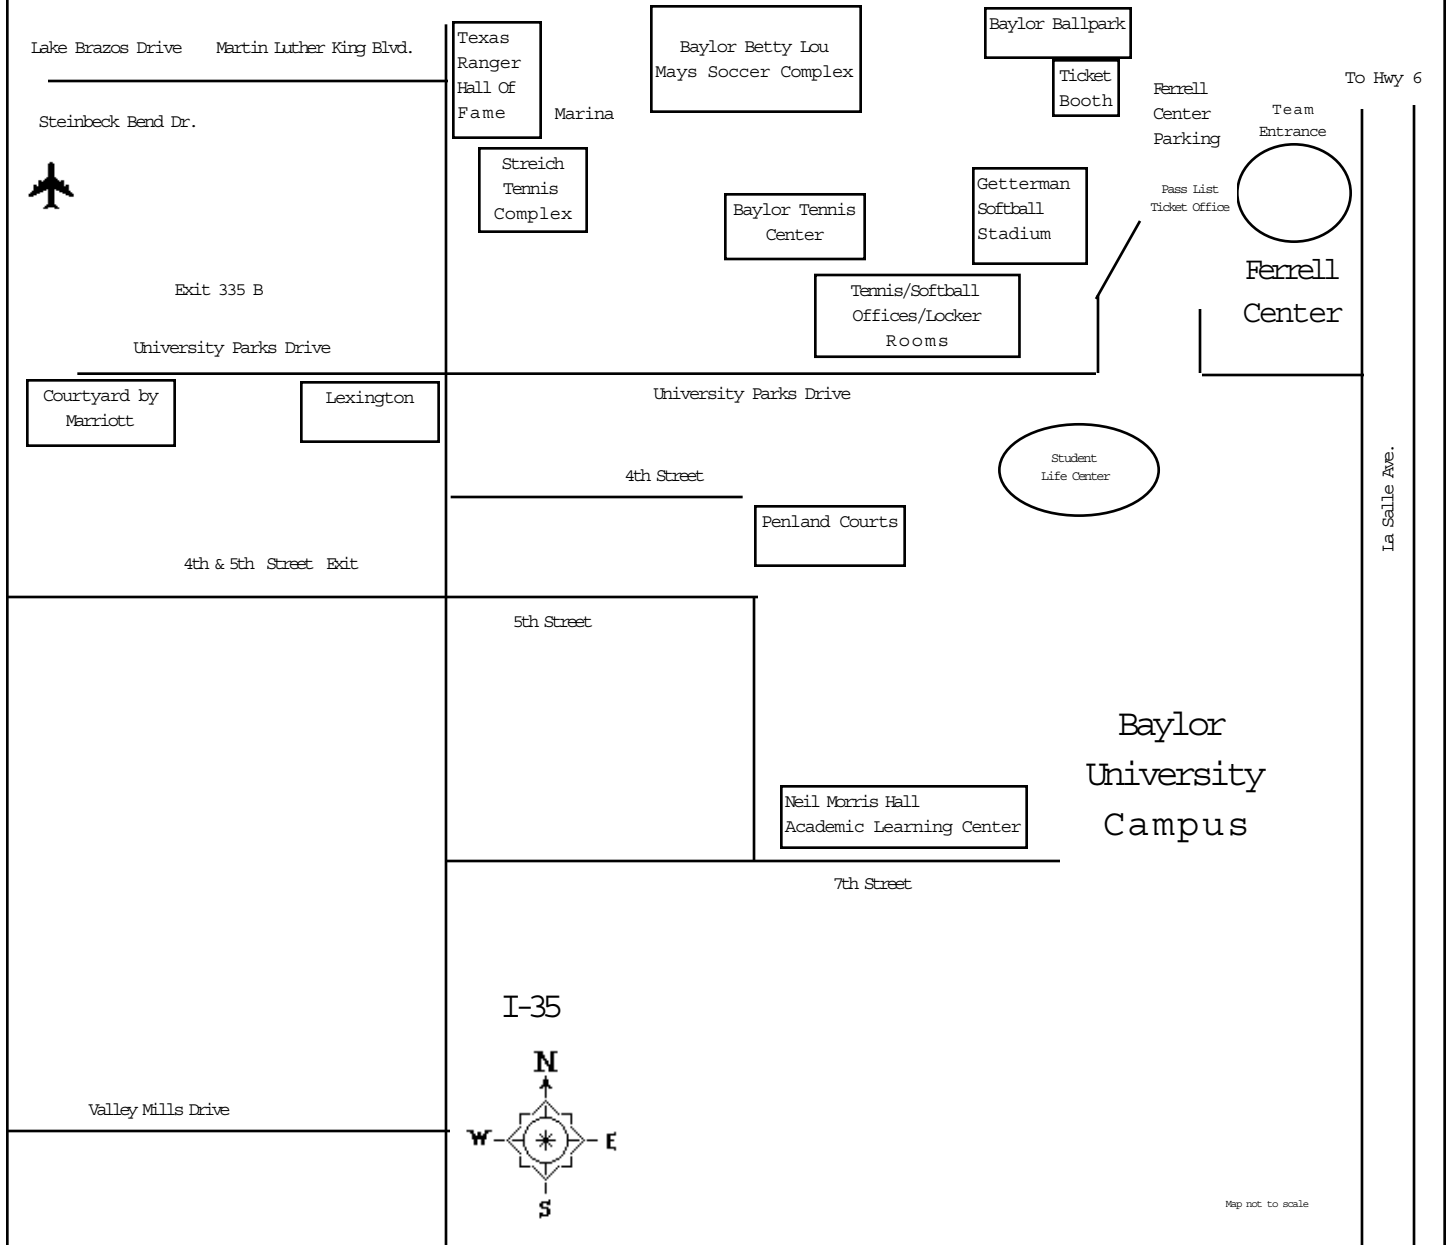 Lake Brazos Drive Martin Luther King Blvd.
Steinbeck Bend Dr.
Texas
Ranger
Hall Of
Fame
Marina
Baylor Betty Lou
Mays Soccer Complex
Baylor Ballpark
Ticket
Booth
Ferrell
Center
Parking
To Hwy 6
Team
Entrance
Streich
Tennis
Complex
Baylor Tennis
Center
Getterman
Softball
Stadium
Pass List
Ticket Office
Ferrell
Center
Exit 335 B
Tennis/Softball
Offices/Locker
Rooms
University Parks Drive
Courtyard by
Marriott
Lexington
University Parks Drive
Student
Life Center
La Salle Ave.
4th Street
Penland Courts
4th & 5th Street Exit
5th Street
Baylor
University
Campus
Neil Morris Hall
Academic Learning Center
7th Street
I-35
N
W
E
S
Valley Mills Drive
Map not to scale